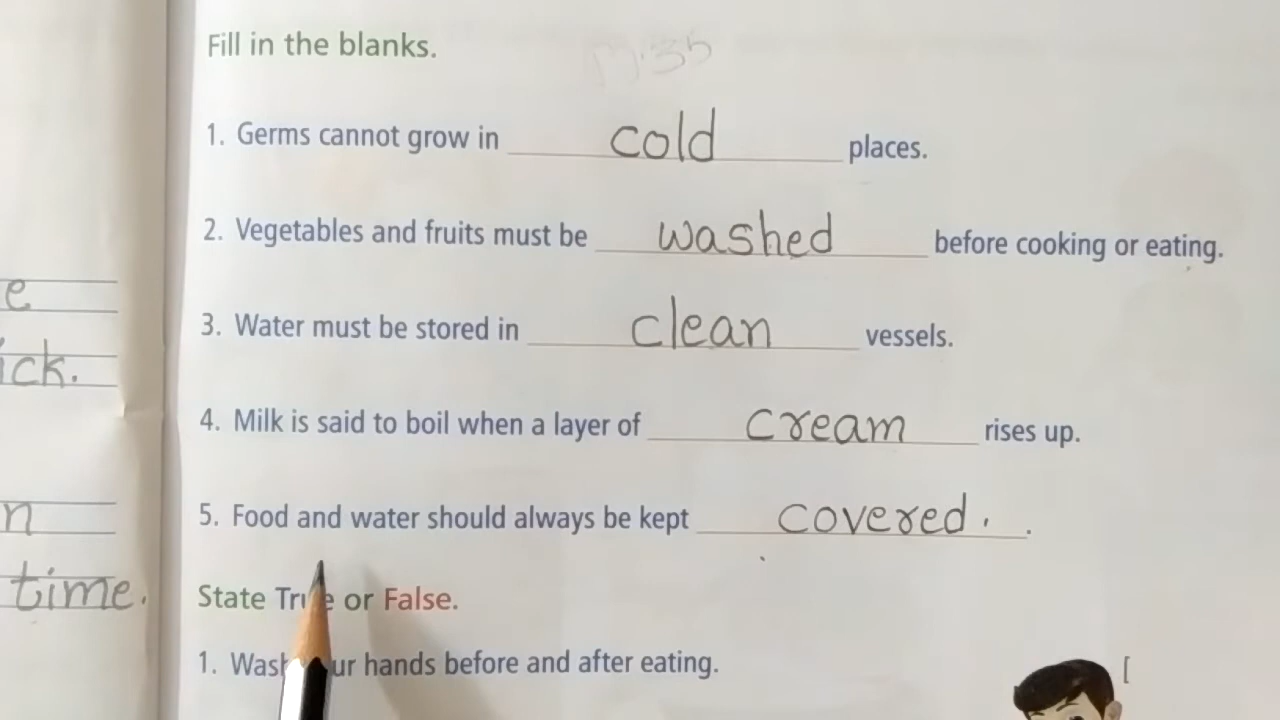 Fill in the blanks.
1. Germs cannot grow in cold places.
2. Vegetables and fruits must be washed before cooking or eating.
3. Water must be stored in clean vessels.
4. Milk is said to boil when a layer of cream rises up.
5. Food and water should always be kept covered. .
e
ick.
n
time.
State True or False.
1. Wash your hands before and after eating. [